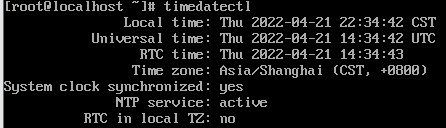 [root@localhost ~]# timedatectl
Local time: Thu 2022-04-21 22:34:42 CST
Universal time: Thu 2022-04-21 14:34:42 UTC
RTC time: Thu 2022-04-21 14:34:43
Time zone: Asia/Shanghai (CST, +0800)
System clock synchronized: yes
NTP service: active
RTC in local TZ: no